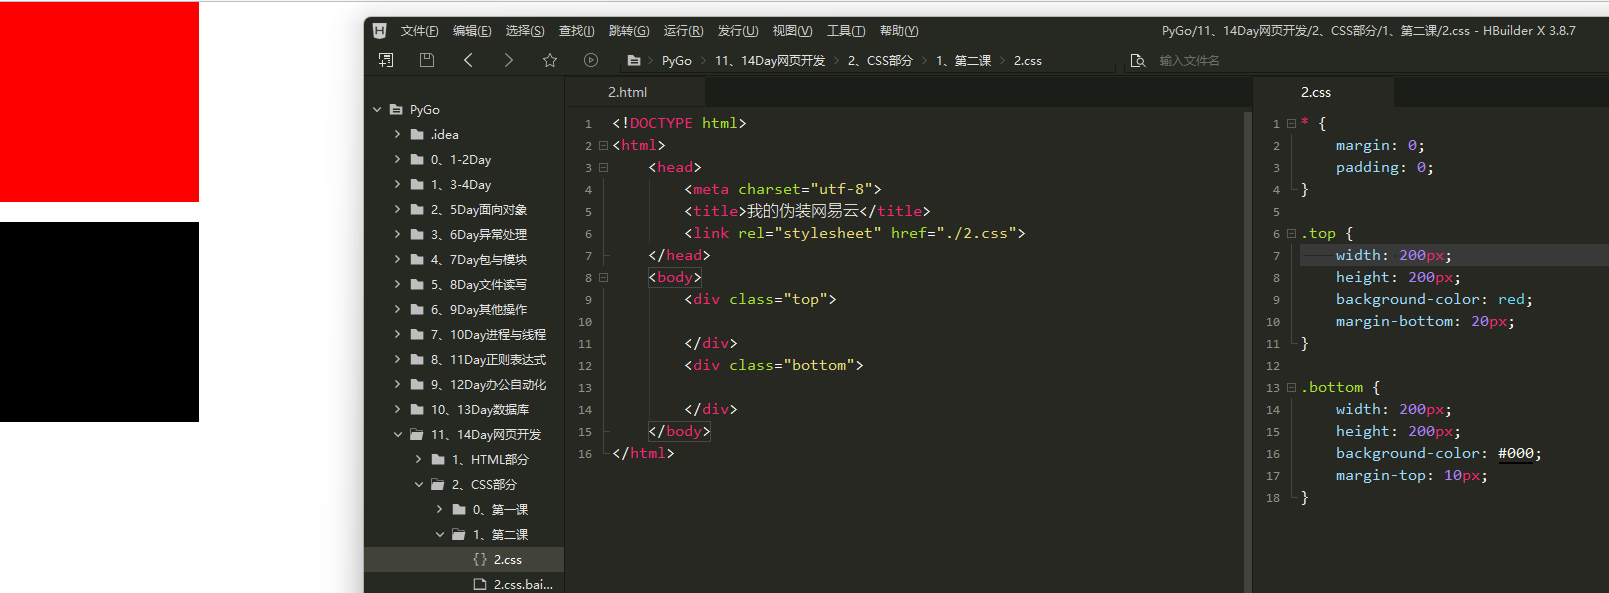 文件(F) 编辑(E) 选择(S) 查找(I) 跳转(G) 运行(R) 发行(U) 视图(V) 工具(T) 帮助(Y) PyGo/11、14Day网页开发/2、CSS部分/1、第二课/2.css - HBuilder X 3.8.7
PyGo 11、14Day网页开发 2、CSS部分 1、第二课 2.css 输入文件名
PyGo
.idea
0、1-2Day
1、3-4Day
2、5Day面向对象
3、6Day异常处理
4、7Day包与模块
5、8Day文件读写
6、9Day其他操作
7、10Day进程与线程
8、11Day正则表达式
9、12Day办公自动化
10、13Day数据库
11、14Day网页开发
1、HTML部分
2、CSS部分
0、第一课
1、第二课
2.css
2.css.bai...
2.html
1 <!DOCTYPE html>
2 <html>
3 <head>
4 <meta charset="utf-8">
5 <title>我的伪装网易云</title>
6 <link rel="stylesheet" href="./2.css">
7 </head>
8 <body>
9 <div class="top">
10
11 </div>
12 <div class="bottom">
13
14 </div>
15 </body>
16 </html>
2.css
1 * {
2 margin: 0;
3 padding: 0;
4 }
5
6 .top {
7 width: 200px;
8 height: 200px;
9 background-color: red;
10 margin-bottom: 20px;
11 }
12
13 .bottom {
14 width: 200px;
15 height: 200px;
16 background-color: #000;
17 margin-top: 10px;
18 }